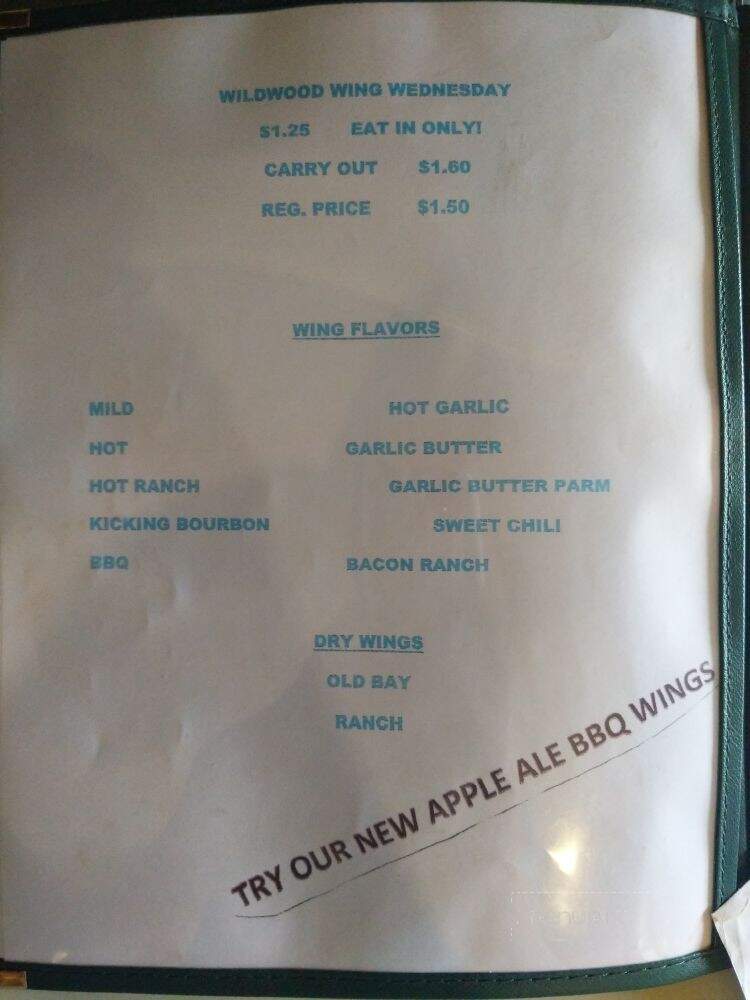 WILDWOOD WING WEDNESDAY
$1.25 EAT IN ONLY!
CARRY OUT $1.60
REG. PRICE $1.50
WING FLAVORS
MILD HOT GARLIC
HOT GARLIC BUTTER
HOT RANCH GARLIC BUTTER PARM
KICKING BOURBON SWEET CHILI
BBQ BACON RANCH
DRY WINGS
OLD BAY
RANCH
TRY OUR NEW APPLE ALE BBQ WINGS